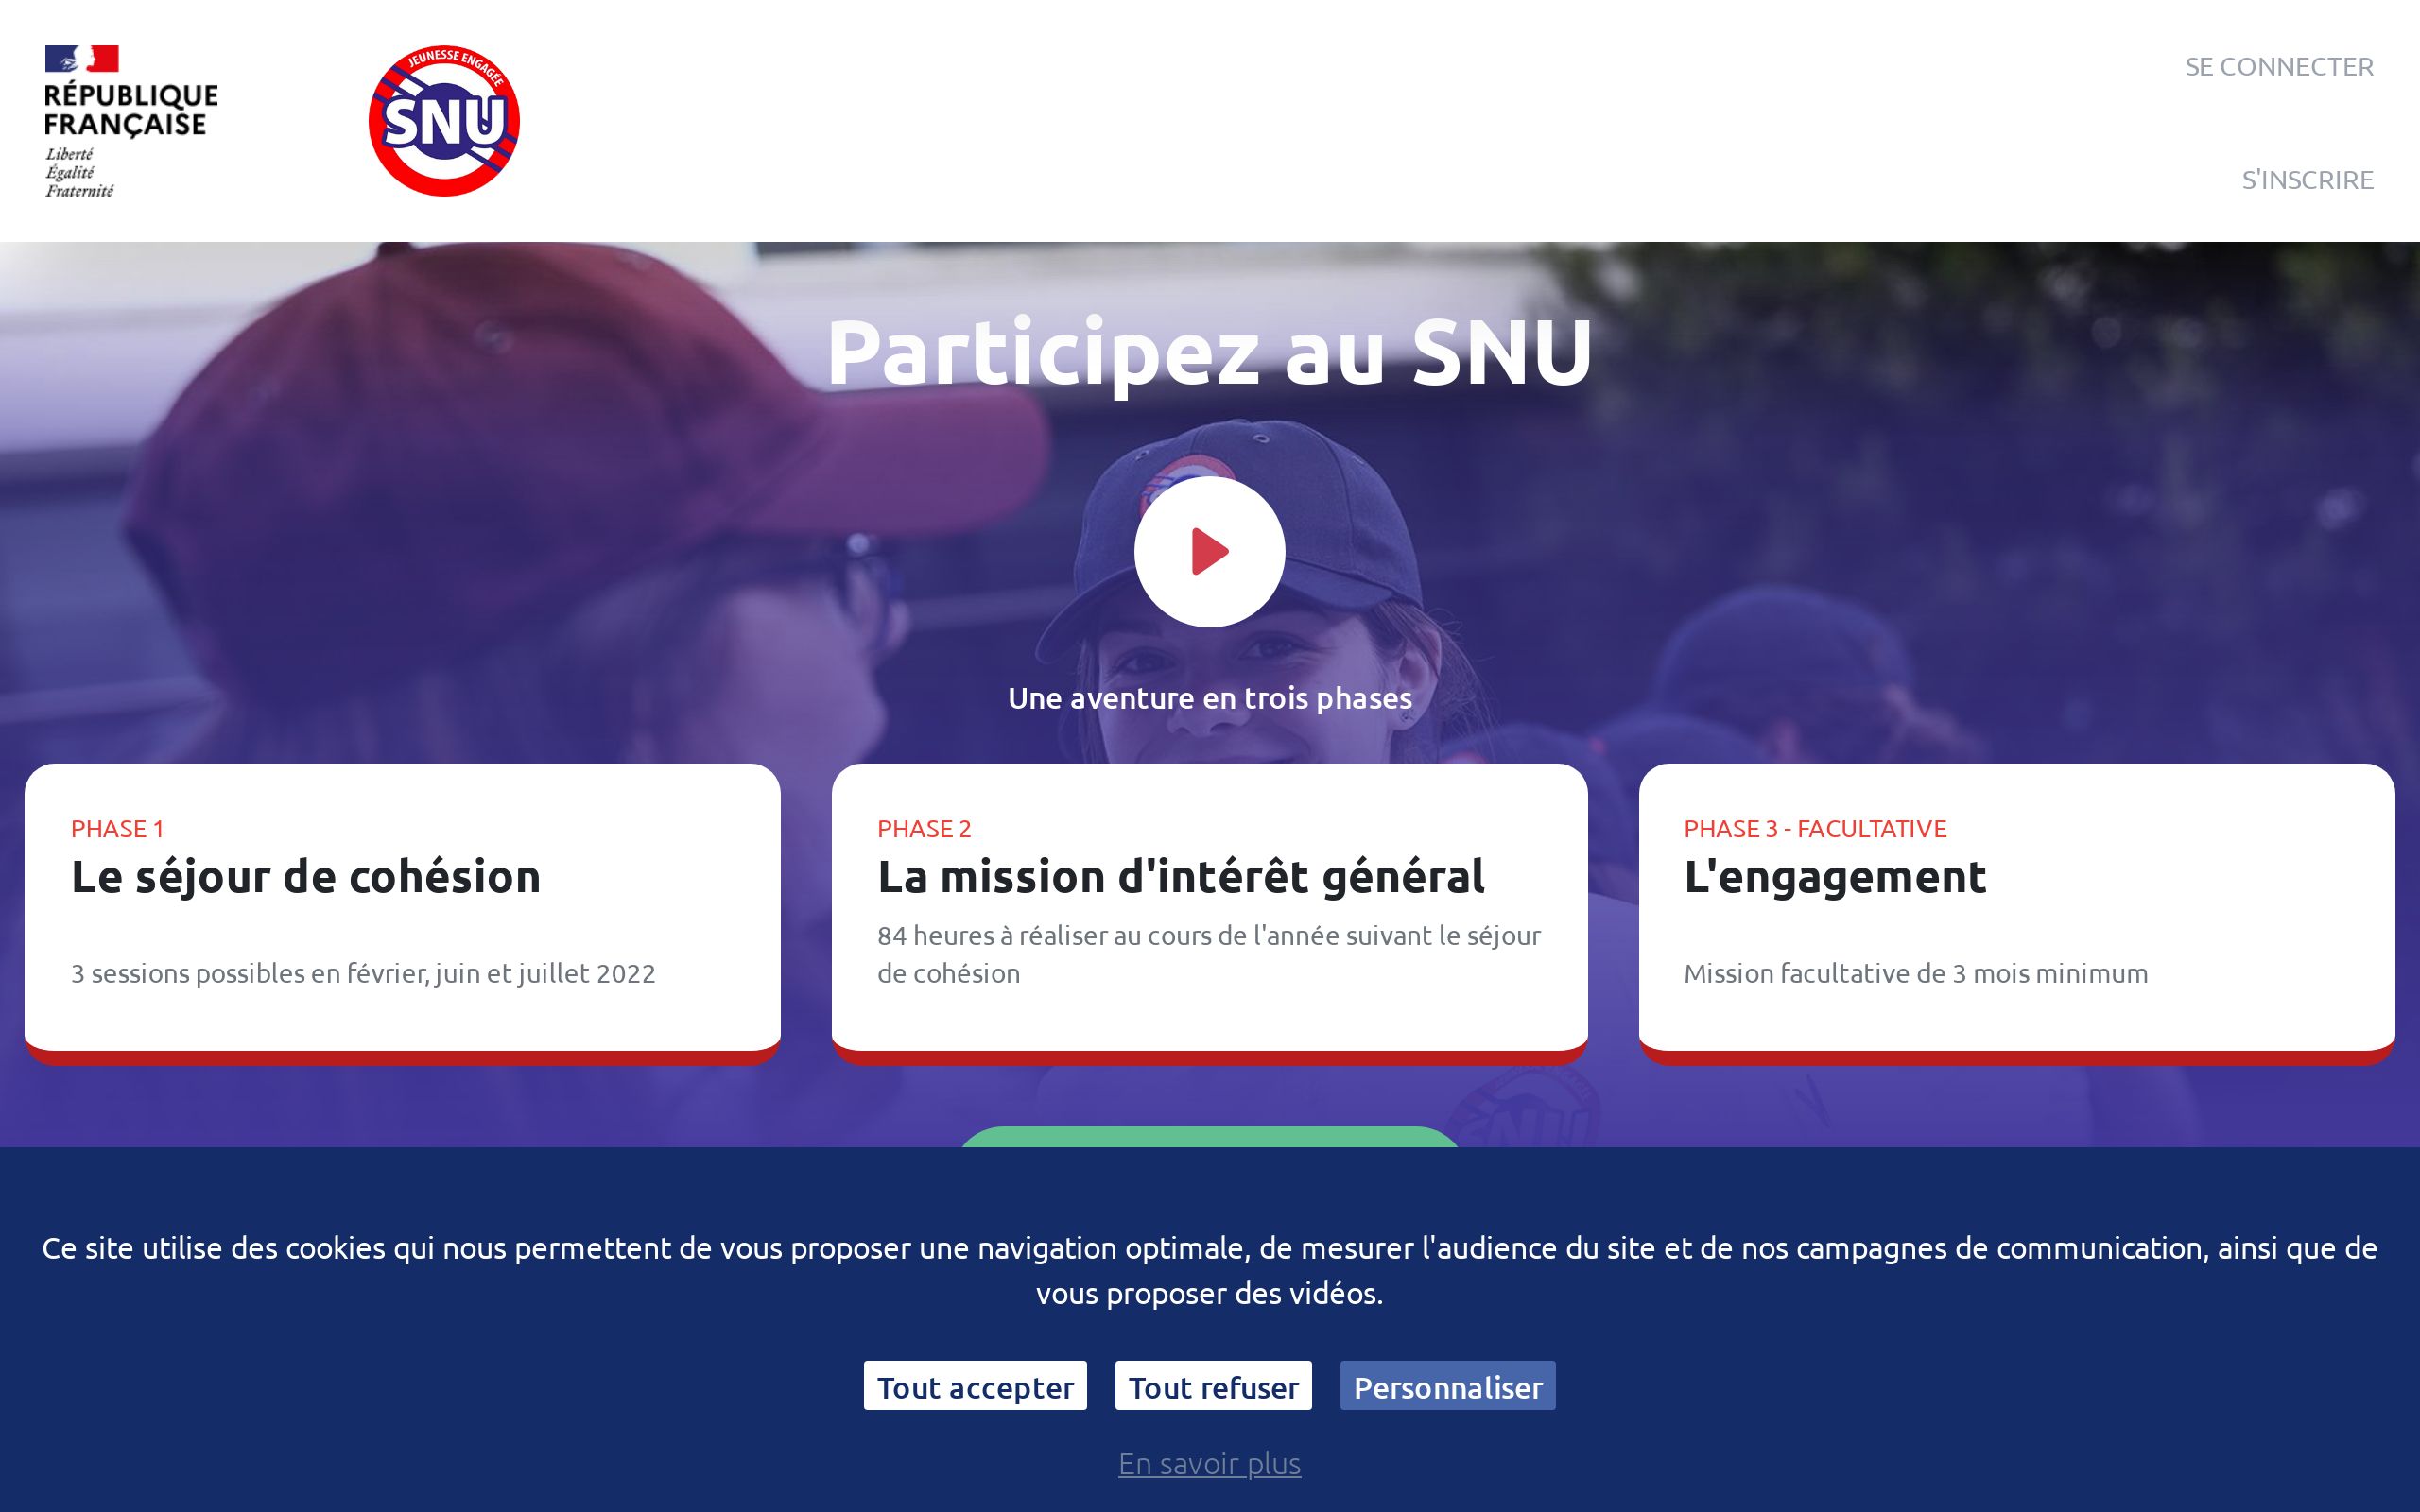 RÉPUBLIQUE
FRANÇAISE
Liberté
Égalité
Fraternité
JEUNESSE ENGAGÉE
SNU
SE CONNECTER
S'INSCRIRE
Participez au SNU
Une aventure en trois phases
PHASE 1
Le séjour de cohésion
3 sessions possibles en février, juin et juillet 2022
PHASE 2
La mission d'intérêt général
84 heures à réaliser au cours de l'année suivant le séjour
de cohésion
PHASE 3 - FACULTATIVE
L'engagement
Mission facultative de 3 mois minimum
SNU
Ce site utilise des cookies qui nous permettent de vous proposer une navigation optimale, de mesurer l'audience du site et de nos campagnes de communication, ainsi que de
vous proposer des vidéos.
Tout accepter
Tout refuser
Personnaliser
En savoir plus